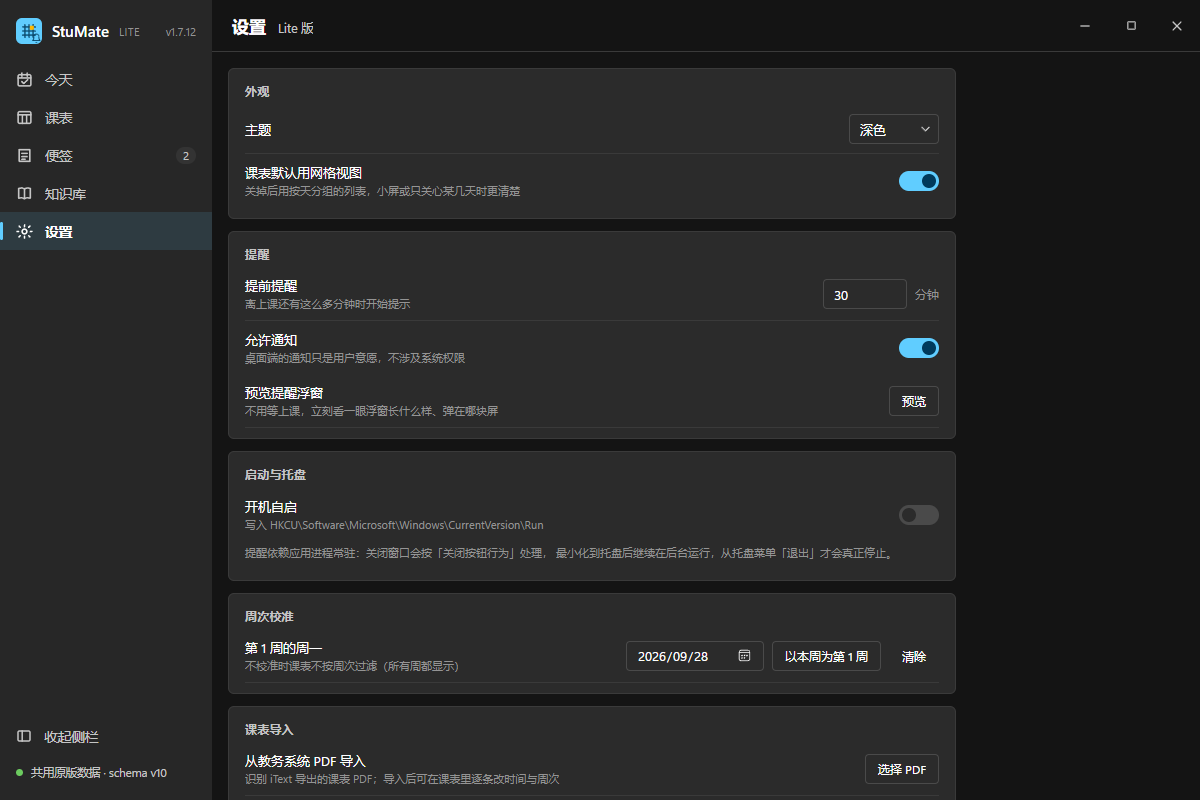 StuMate LITE v1.7.12
今天
课表
便签 2
知识库
设置
收起侧栏
共用原版数据 · schema v10
设置 Lite 版
外观
主题 深色
课表默认用网格视图
关掉后用按天分组的列表，小屏或只关心某几天时更清楚
提醒
提前提醒 30 分钟
离上课还有这么多分钟时开始提示
允许通知
桌面端的通知只是用户意愿，不涉及系统权限
预览提醒浮窗 预览
不用等上课，立刻看一眼浮窗长什么样、弹在哪块屏
启动与托盘
开机自启
写入 HKCU\Software\Microsoft\Windows\CurrentVersion\Run
提醒依赖应用进程常驻：关闭窗口会按「关闭按钮行为」处理， 最小化到托盘后继续在后台运行，从托盘菜单「退出」才会真正停止。
周次校准
第 1 周的周一 2026/09/28 以本周为第 1 周 清除
不校准时课表不按周次过滤（所有周都显示）
课表导入
从教务系统 PDF 导入 选择 PDF
识别 iText 导出的课表 PDF；导入后可在课表里逐条改时间与周次